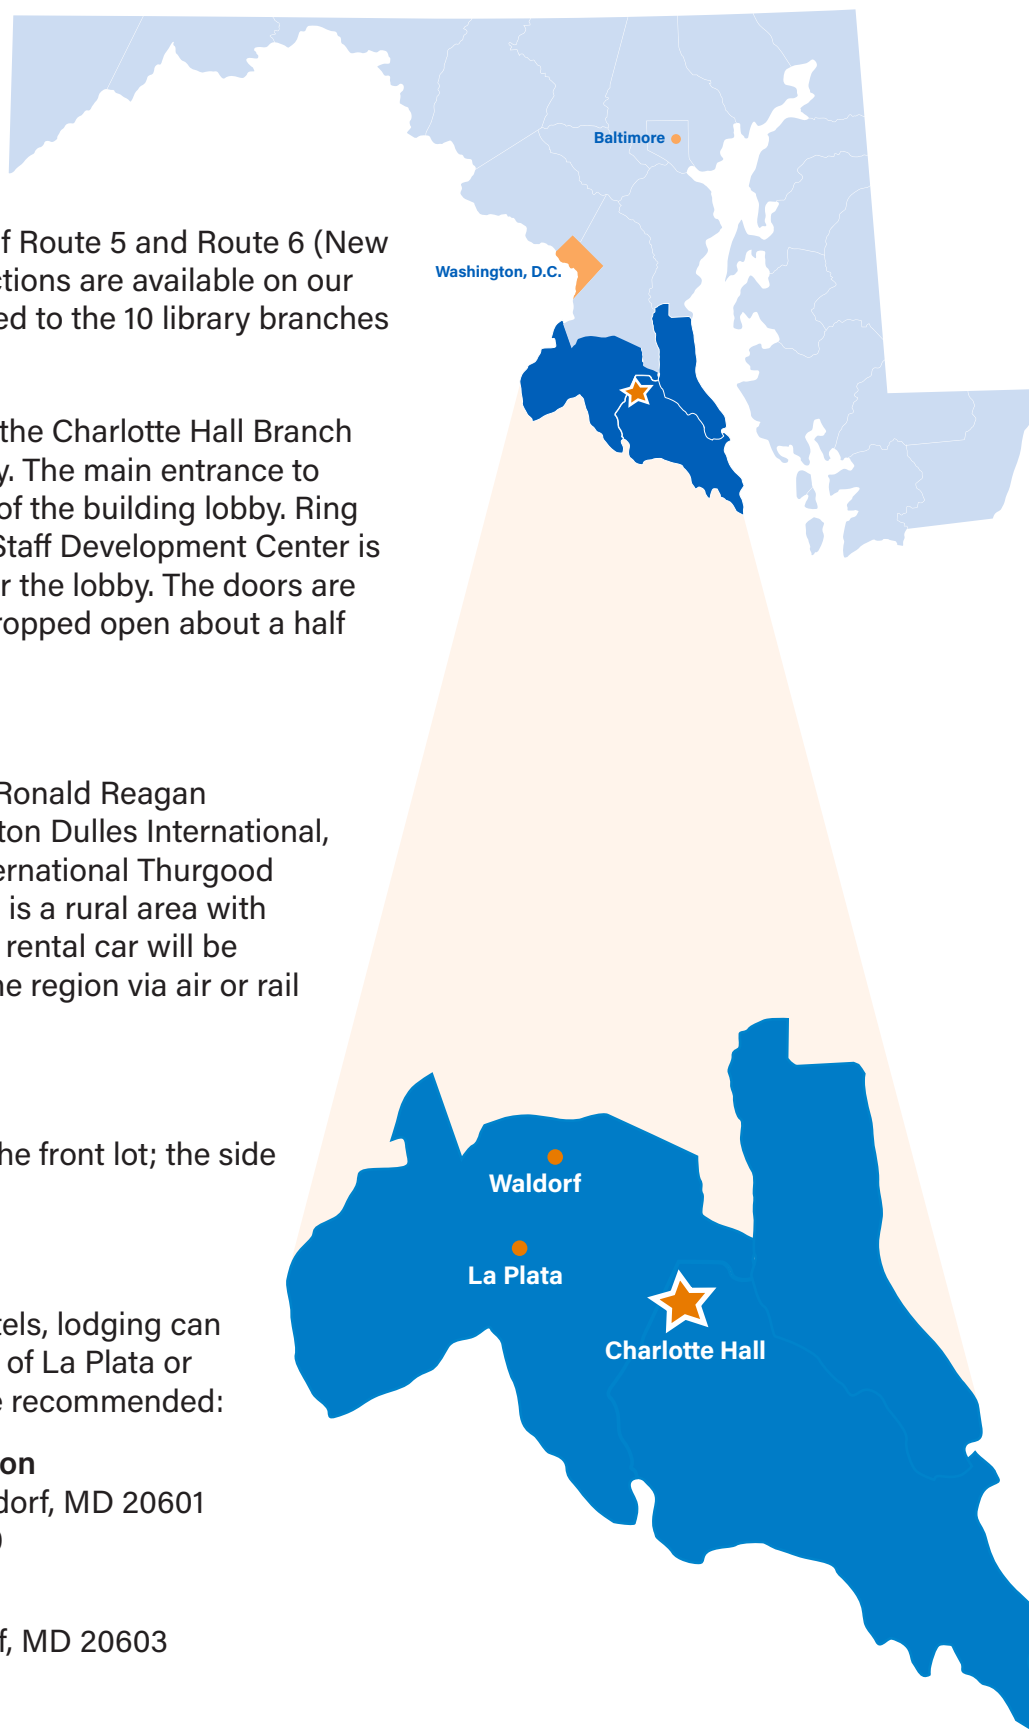 Baltimore
Washington, D.C.
f Route 5 and Route 6 (New
ctions are available on our
ed to the 10 library branches
the Charlotte Hall Branch
y. The main entrance to
of the building lobby. Ring
Staff Development Center is
r the lobby. The doors are
ropped open about a half
Ronald Reagan
ton Dulles International,
ernational Thurgood
is a rural area with
rental car will be
ne region via air or rail
he front lot; the side
Waldorf
La Plata
Charlotte Hall
tels, lodging can
of La Plata or
e recommended:
on
dorf, MD 20601
)
f, MD 20603